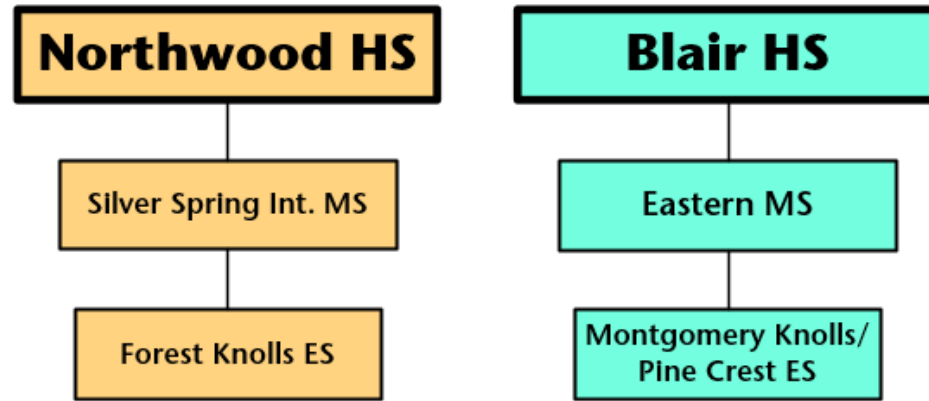 Northwood HS
Silver Spring Int. MS
Forest Knolls ES
Blair HS
Eastern MS
Montgomery Knolls/
Pine Crest ES